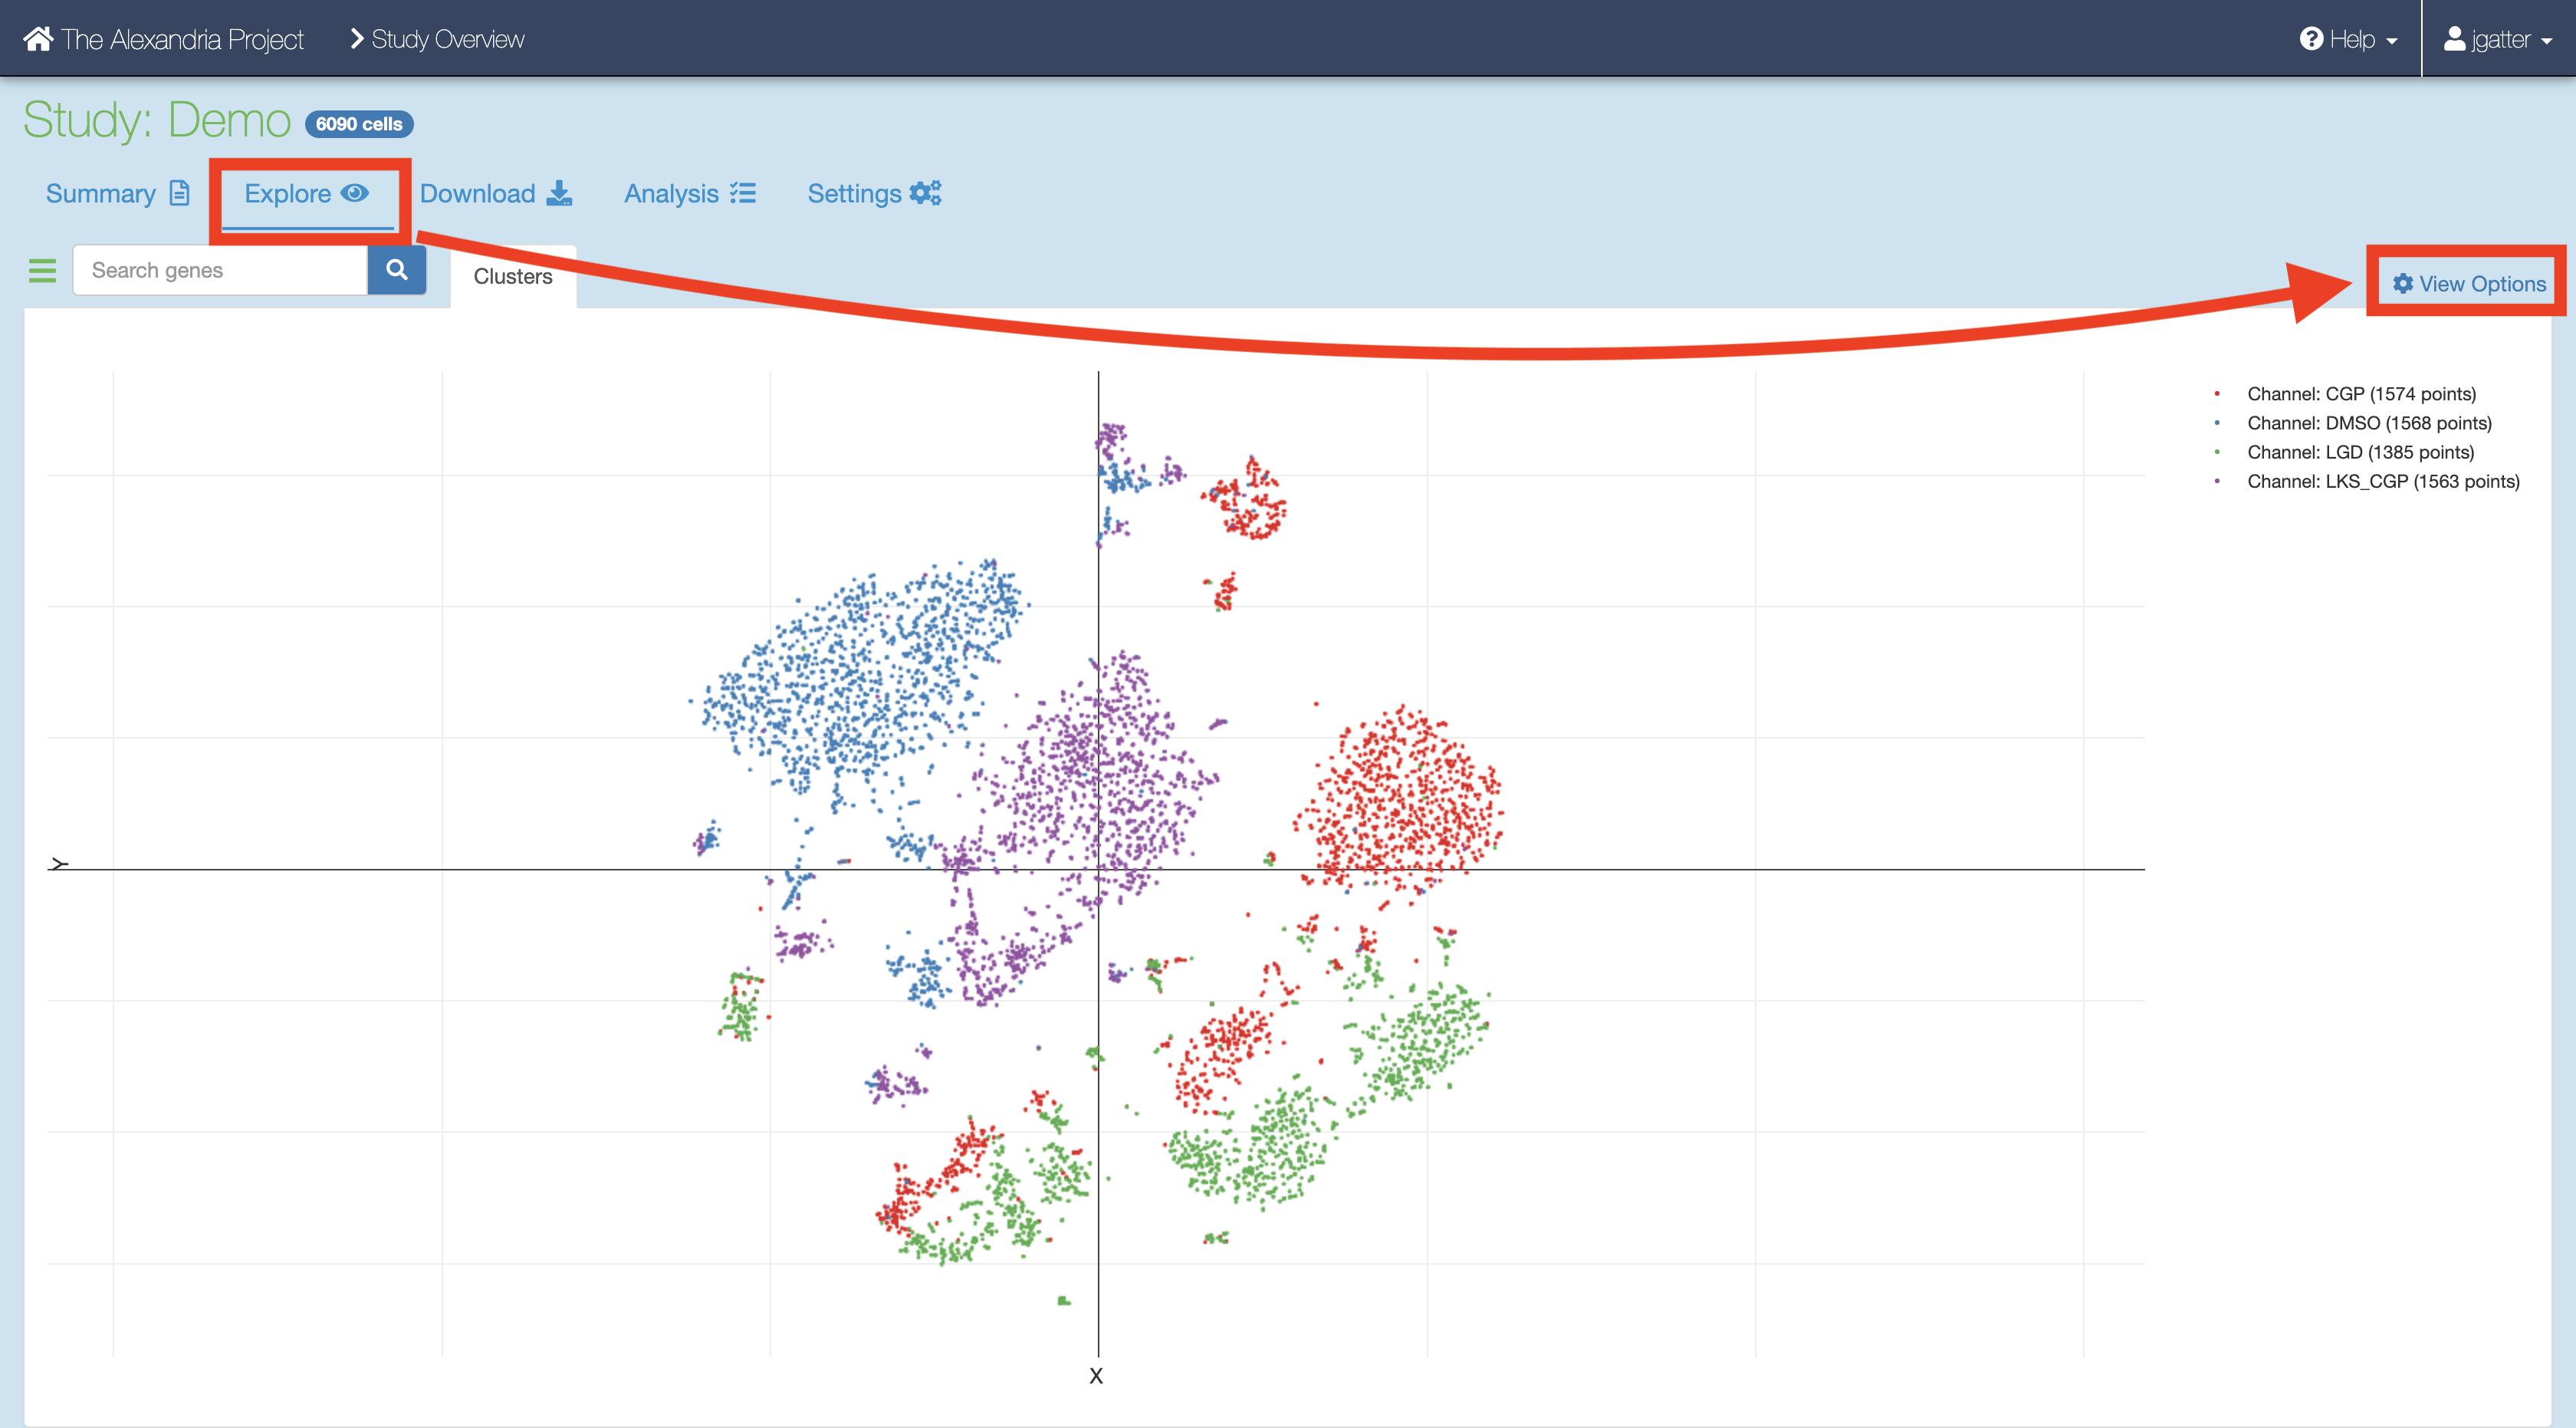 The Alexandria Project Study Overview Help jgatter
Study: Demo 6090 cells
Summary Explore Download Analysis Settings
Search genes Clusters View Options
Channel: CGP (1574 points)
Channel: DMSO (1568 points)
Channel: LGD (1385 points)
Channel: LKS_CGP (1563 points)
Y
X